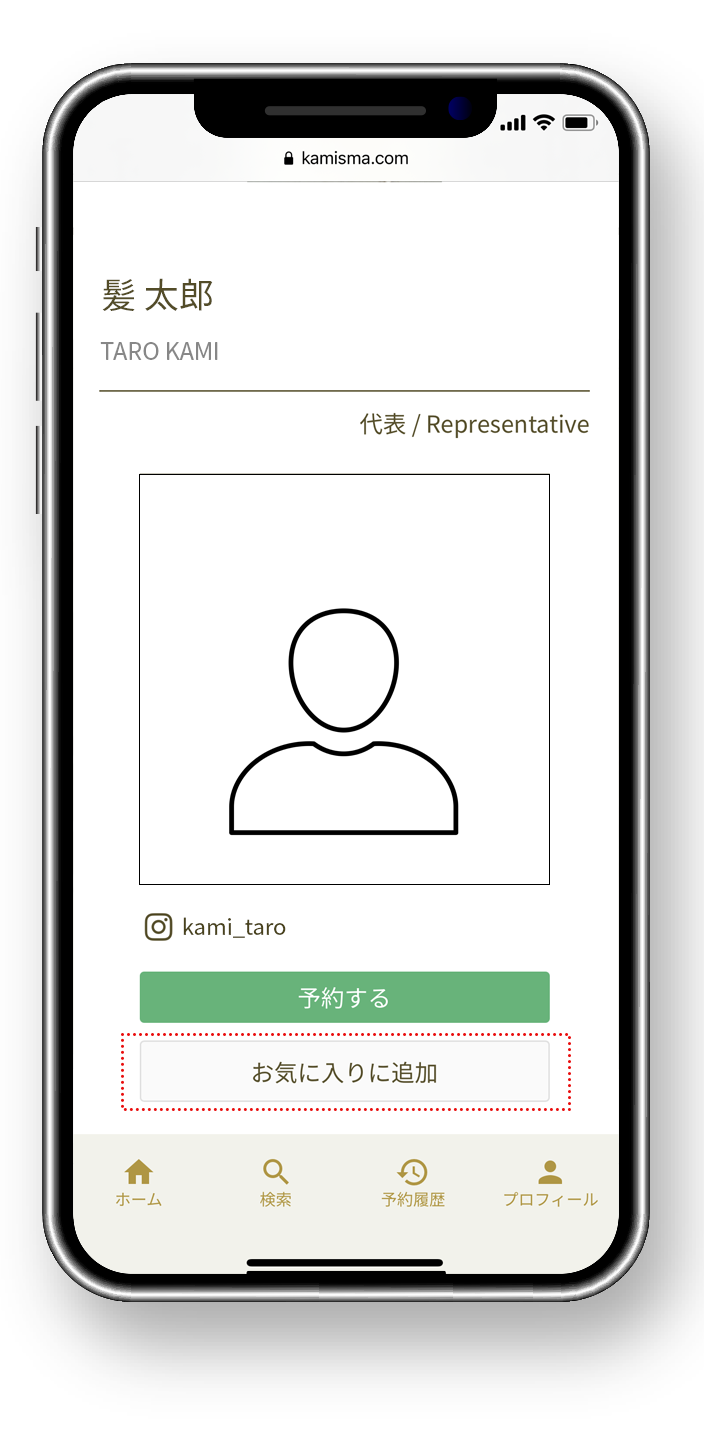 kamisma.com
髪 太郎
TARO KAMI
代表 / Representative
kami_taro
予約する
お気に入りに追加
ホーム
検索
予約履歴
プロフィール